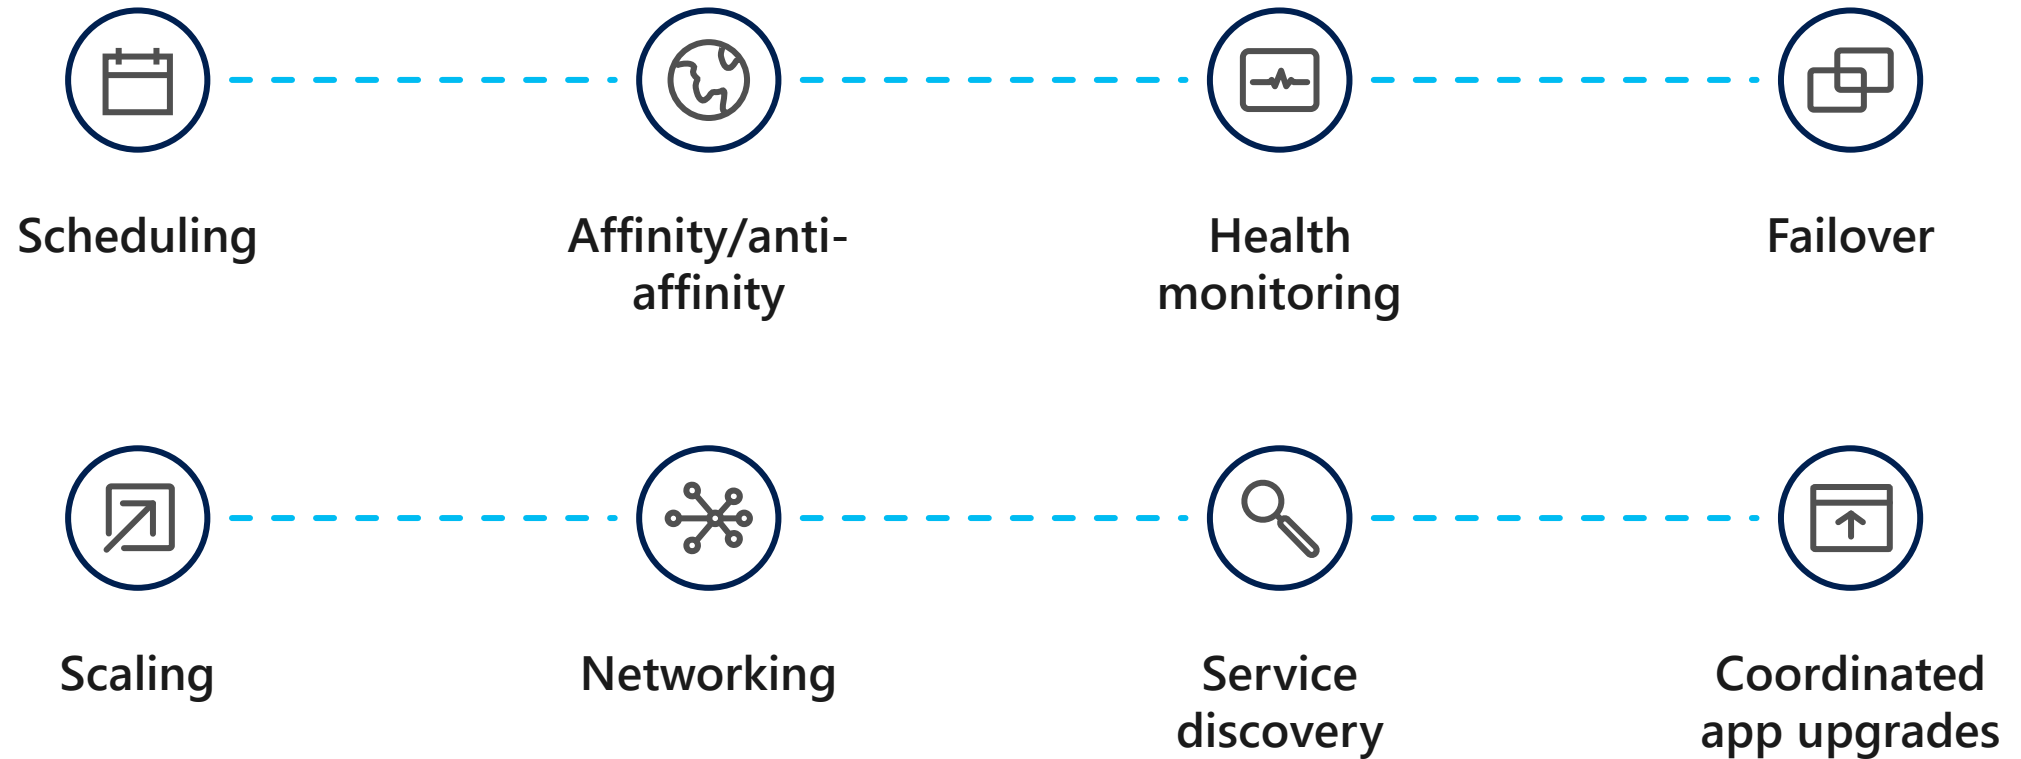 Scheduling
Affinity/anti-
affinity
Health
monitoring
Failover
Scaling
Networking
Service
discovery
Coordinated
app upgrades